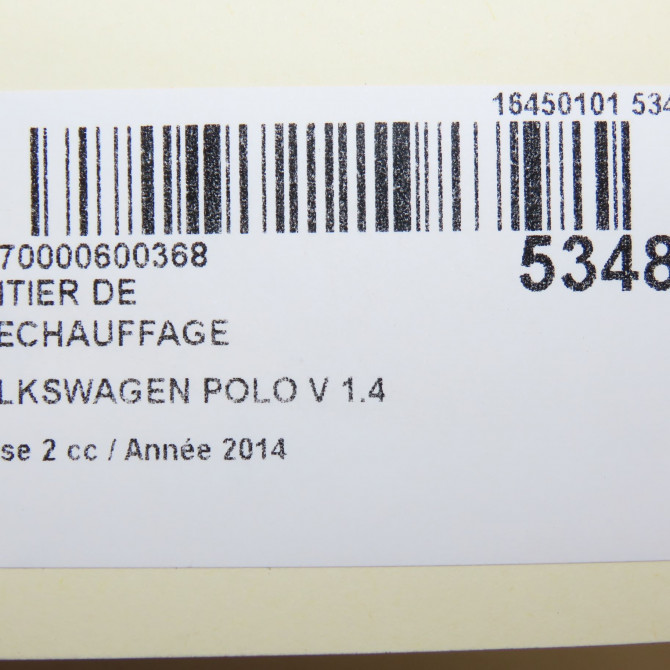 16450101 534
70000600368
5348
ITIER DE
ECHAUFFAGE
LKSWAGEN POLO V 1.4
se 2 cc / Année 2014